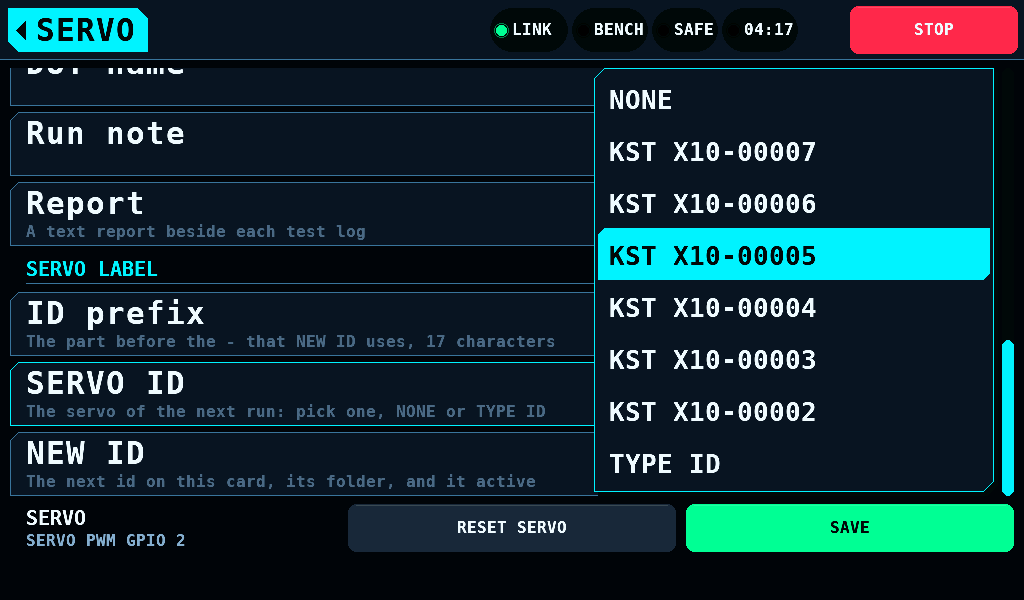 SERVO
LINK
BENCH
SAFE
04:17
STOP
DUT name
Run note
Report
A text report beside each test log
SERVO LABEL
ID prefix
The part before the - that NEW ID uses, 17 characters
SERVO ID
The servo of the next run: pick one, NONE or TYPE ID
NEW ID
The next id on this card, its folder, and it active
NONE
KST X10-00007
KST X10-00006
KST X10-00005
KST X10-00004
KST X10-00003
KST X10-00002
TYPE ID
SERVO
SERVO PWM GPIO 2
RESET SERVO
SAVE